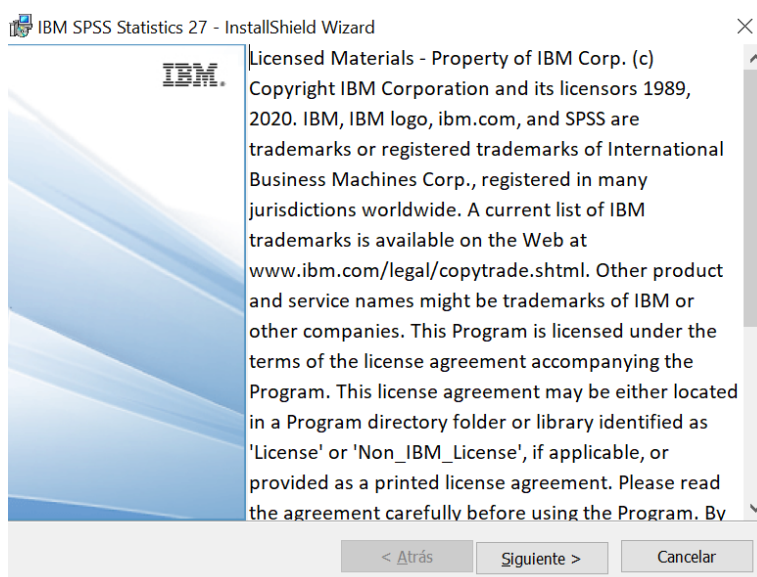 IBM SPSS Statistics 27 - InstallShield Wizard
IBM.
Licensed Materials - Property of IBM Corp. (c)
Copyright IBM Corporation and its licensors 1989,
2020. IBM, IBM logo, ibm.com, and SPSS are
trademarks or registered trademarks of International
Business Machines Corp., registered in many
jurisdictions worldwide. A current list of IBM
trademarks is available on the Web at
www.ibm.com/legal/copytrade.shtml. Other product
and service names might be trademarks of IBM or
other companies. This Program is licensed under the
terms of the license agreement accompanying the
Program. This license agreement may be either located
in a Program directory folder or library identified as
'License' or 'Non_IBM_License', if applicable, or
provided as a printed license agreement. Please read
the agreement carefully before using the Program. By
< Atrás
Siguiente >
Cancelar